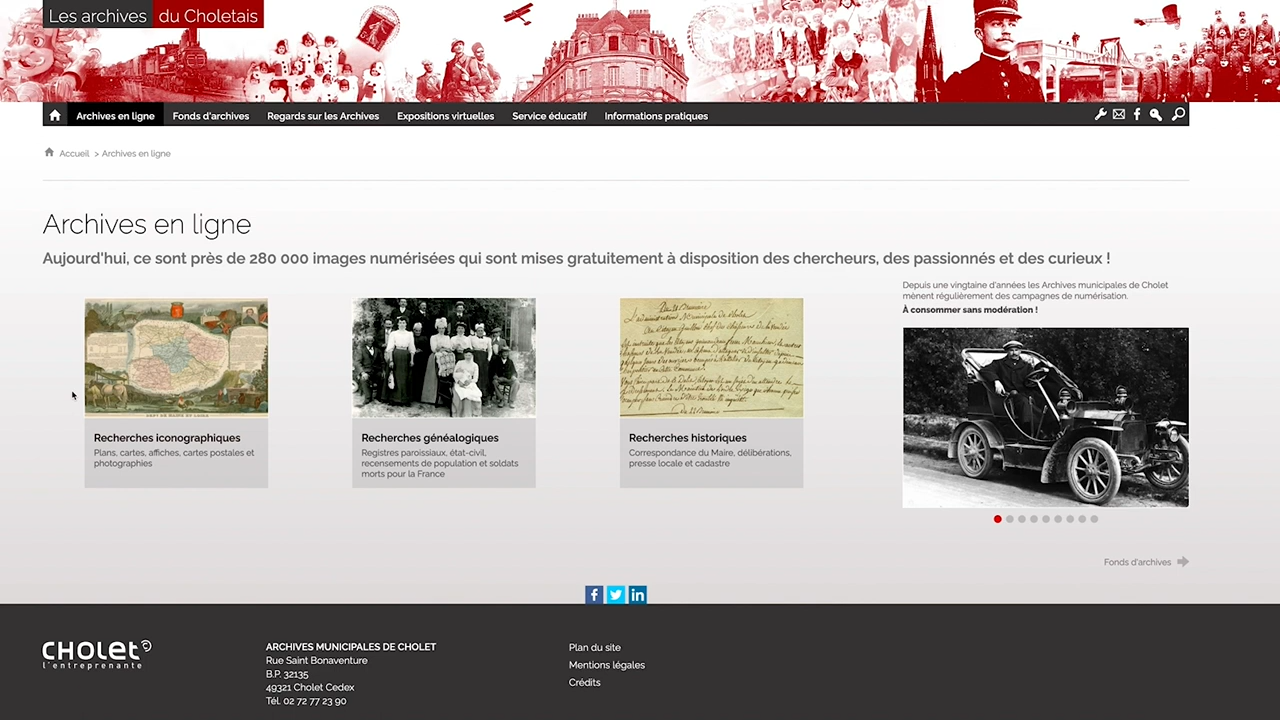 Les archives du Choletais
Archives en ligne
Fonds d'archives
Regards sur les Archives
Expositions virtuelles
Service éducatif
Informations pratiques
Accueil > Archives en ligne
Archives en ligne
Aujourd'hui, ce sont près de 280 000 images numérisées qui sont mises gratuitement à disposition des chercheurs, des passionnés et des curieux !
Recherches iconographiques
Plans, cartes, affiches, cartes postales et
photographies
Recherches généalogiques
Registres paroissiaux, état-civil,
recensements de population et soldats
morts pour la France
Recherches historiques
Correspondance du Maire, délibérations,
presse locale et cadastre
Depuis une vingtaine d'années les Archives municipales de Cholet
mènent régulièrement des campagnes de numérisation.
À consommer sans modération !
Fonds d'archives
CHOLET
l'entreprenante
ARCHIVES MUNICIPALES DE CHOLET
Rue Saint Bonaventure
B.P. 32135
49321 Cholet Cedex
Tél. 02 72 77 23 90
Plan du site
Mentions légales
Crédits